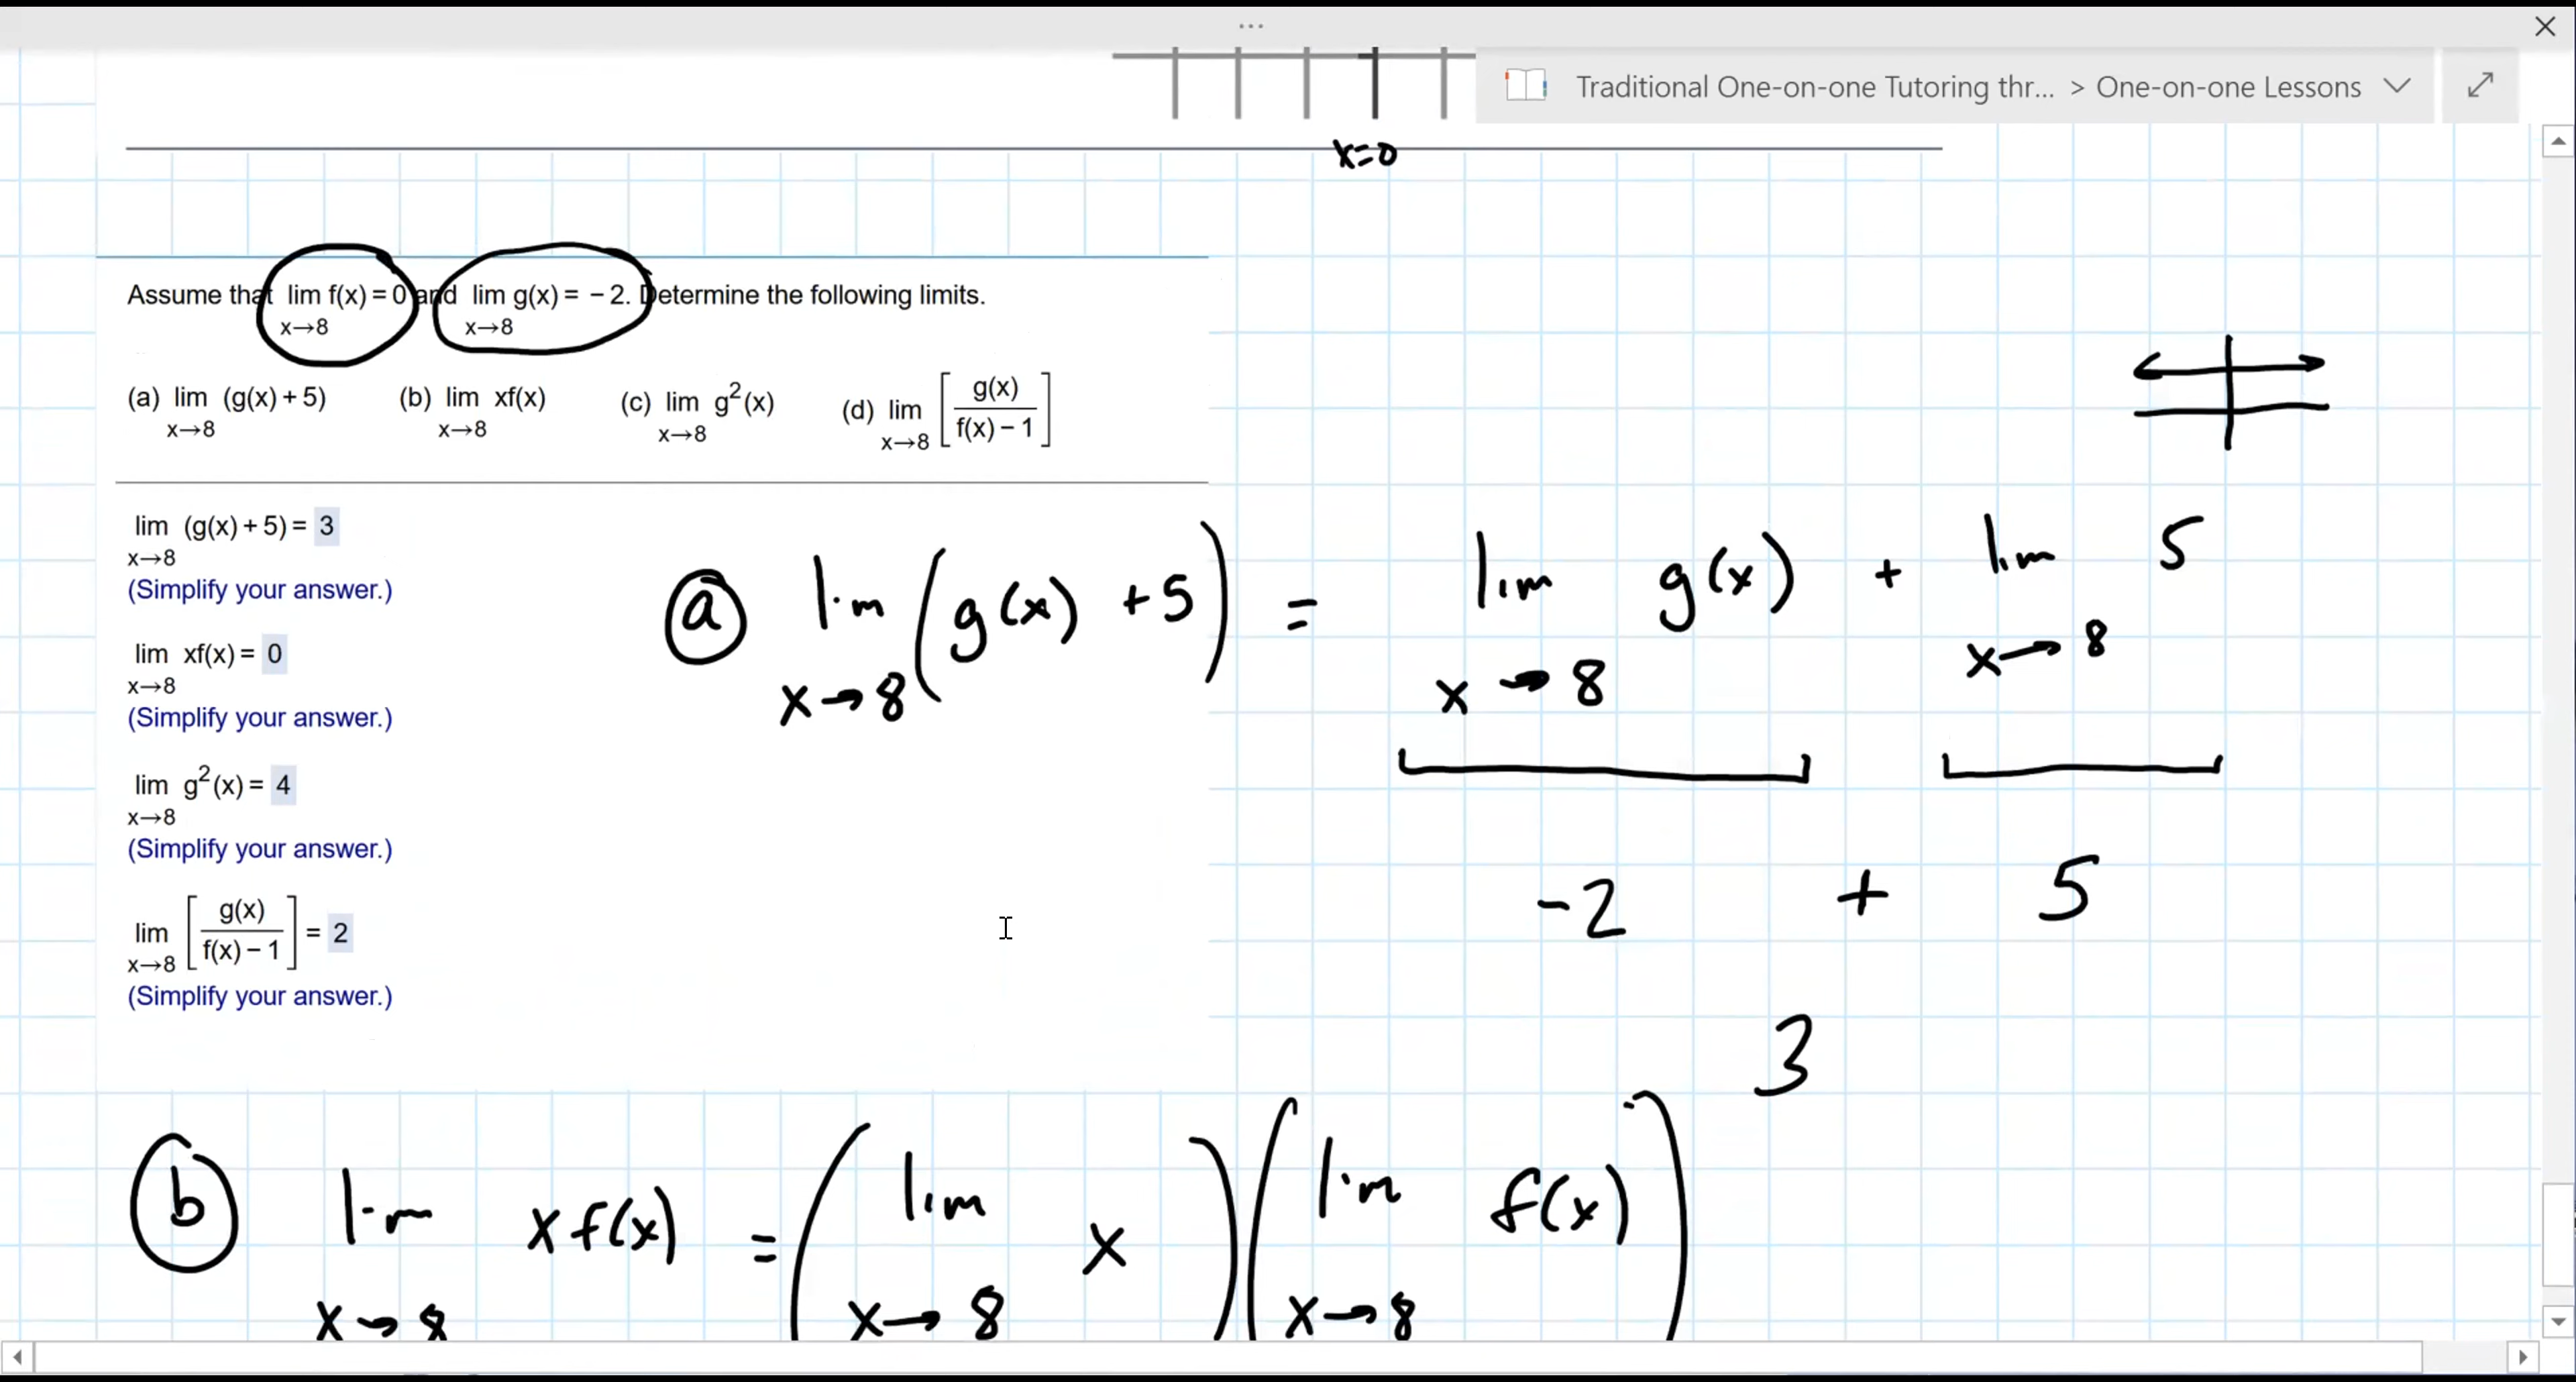 ...
Traditional One-on-one Tutoring thr... > One-on-one Lessons
x=0
Assume that lim f(x) = 0 and lim g(x) = −2. Determine the following limits.
x→8 x→8
(a) lim (g(x) + 5) (b) lim xf(x) (c) lim g²(x) (d) lim [g(x) / f(x) − 1]
x→8 x→8 x→8 x→8
lim (g(x) + 5) = 3
x→8
(Simplify your answer.)
lim xf(x) = 0
x→8
(Simplify your answer.)
lim g²(x) = 4
x→8
(Simplify your answer.)
lim [g(x) / f(x) − 1] = 2
x→8
(Simplify your answer.)
a lim (g(x) + 5) = lim g(x) + lim 5
x→8 x→8 x→8
-2 + 5
3
b lim x f(x) = (lim x)(lim f(x))
x→8 x→8 x→8